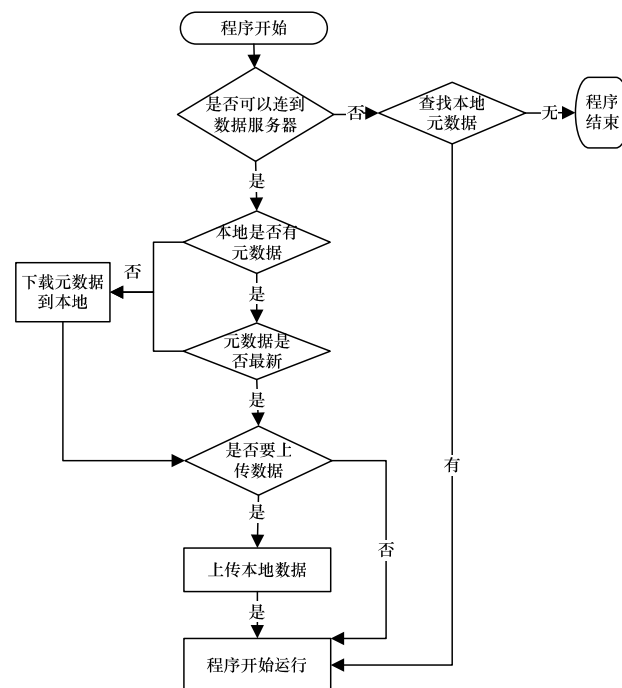 程序开始
是否可以连到
数据服务器
否
查找本地
元数据
无
程序
结束
是
本地是否有
元数据
否
下载元数据
到本地
是
元数据是
否最新
是
是否要上
传数据
有
是
否
上传本地数据
是
程序开始运行